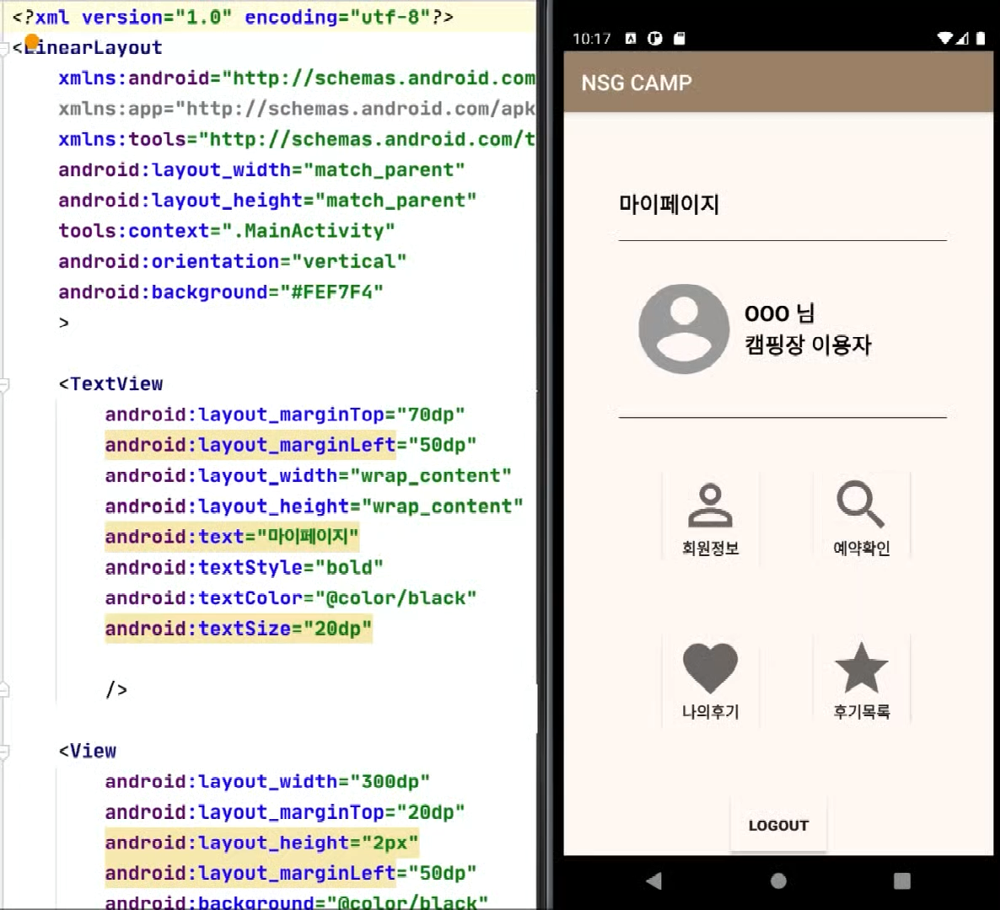 <?xml version="1.0" encoding="utf-8"?>
<LinearLayout
xmlns:android="http://schemas.android.com
xmlns:app="http://schemas.android.com/apk
xmlns:tools="http://schemas.android.com/t
android:layout_width="match_parent"
android:layout_height="match_parent"
tools:context=".MainActivity"
android:orientation="vertical"
android:background="#FEF7F4"
>
<TextView
android:layout_marginTop="70dp"
android:layout_marginLeft="50dp"
android:layout_width="wrap_content"
android:layout_height="wrap_content"
android:text="마이페이지"
android:textStyle="bold"
android:textColor="@color/black"
android:textSize="20dp"
/>
<View
android:layout_width="300dp"
android:layout_marginTop="20dp"
android:layout_height="2px"
android:layout_marginLeft="50dp"
android:background="@color/black"
10:17
NSG CAMP
마이페이지
OOO 님
캠핑장 이용자
회원정보 예약확인
나의후기 후기목록
LOGOUT